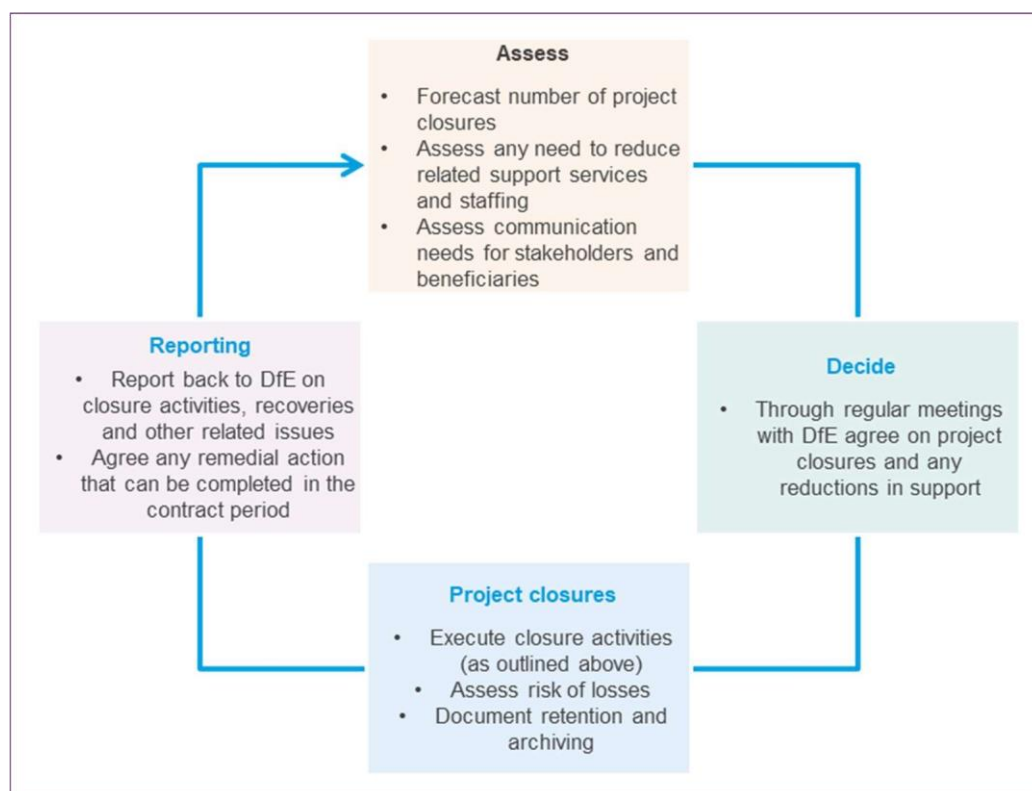 Assess
• Forecast number of project
closures
• Assess any need to reduce
related support services
and staffing
• Assess communication
needs for stakeholders and
beneficiaries
Reporting
• Report back to DfE on
closure activities, recoveries
and other related issues
• Agree any remedial action
that can be completed in the
contract period
Decide
• Through regular meetings
with DfE agree on project
closures and any
reductions in support
Project closures
• Execute closure activities
(as outlined above)
• Assess risk of losses
• Document retention and
archiving